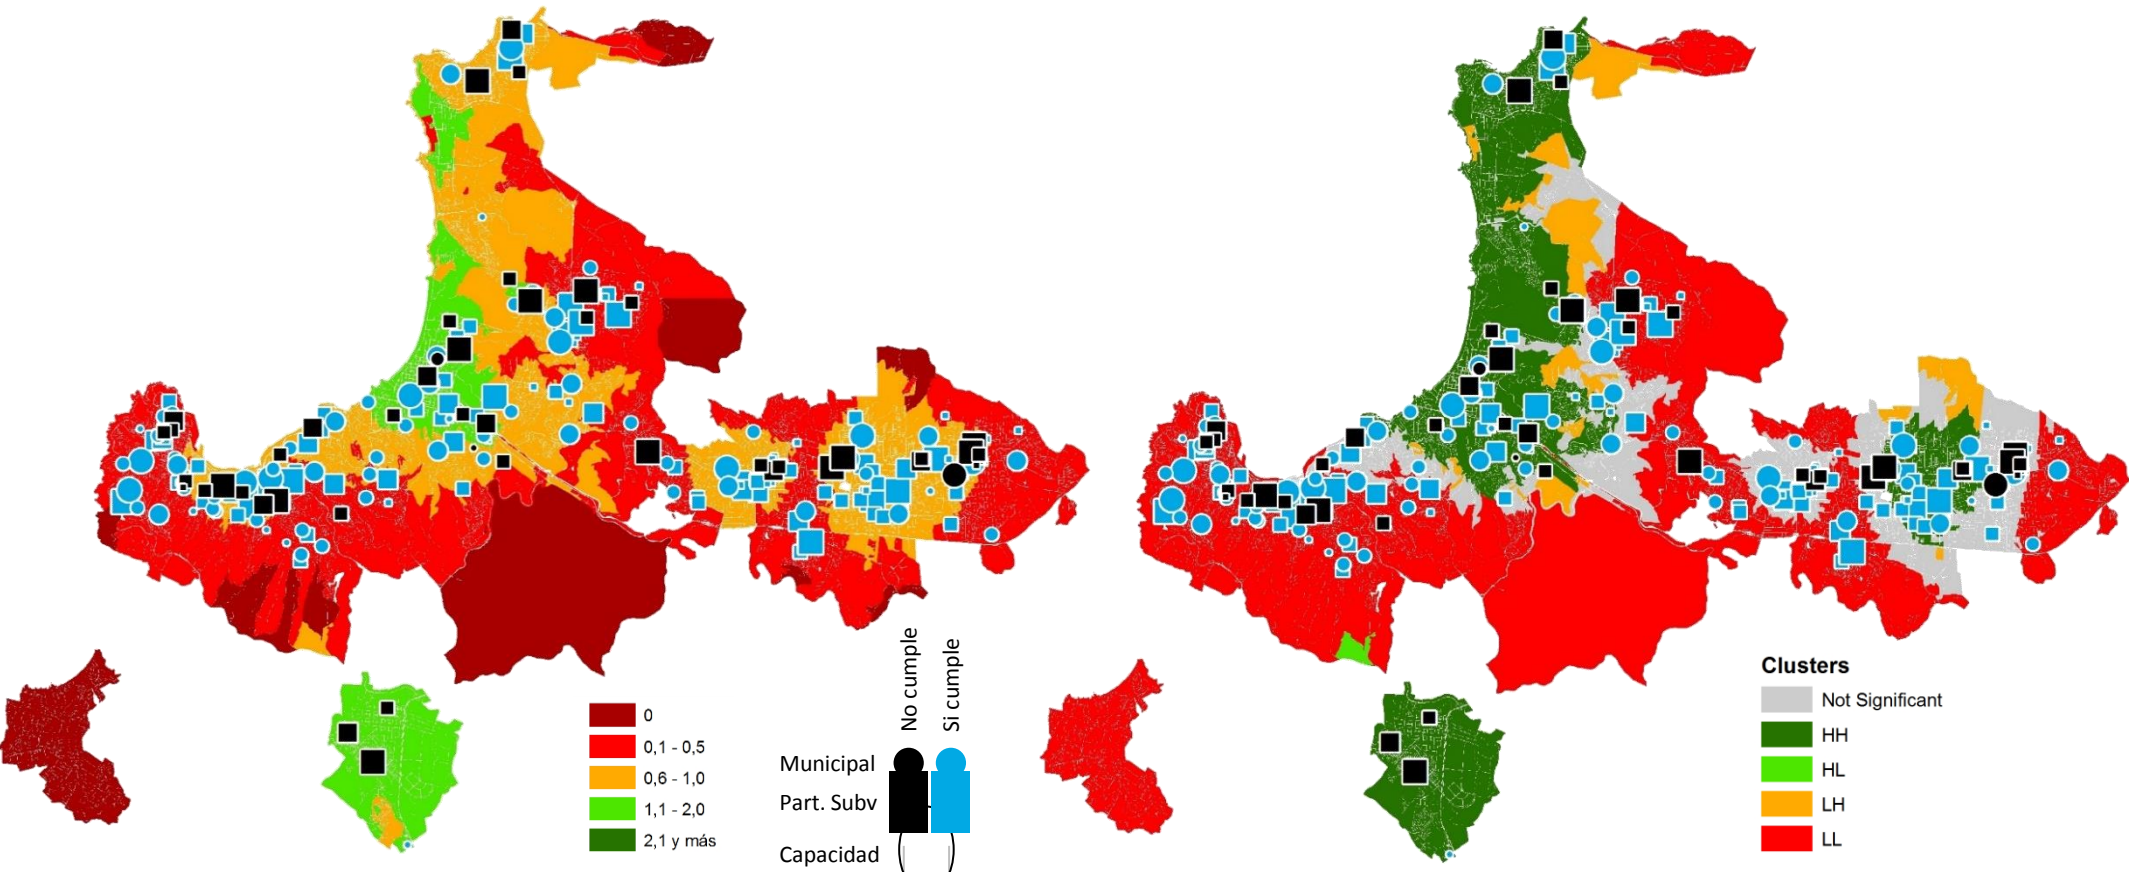 0
0,1 - 0,5
0,6 - 1,0
1,1 - 2,0
2,1 y más
No cumple
Si cumple
Municipal
Part. Subv
Capacidad
Clusters
Not Significant
HH
HL
LH
LL